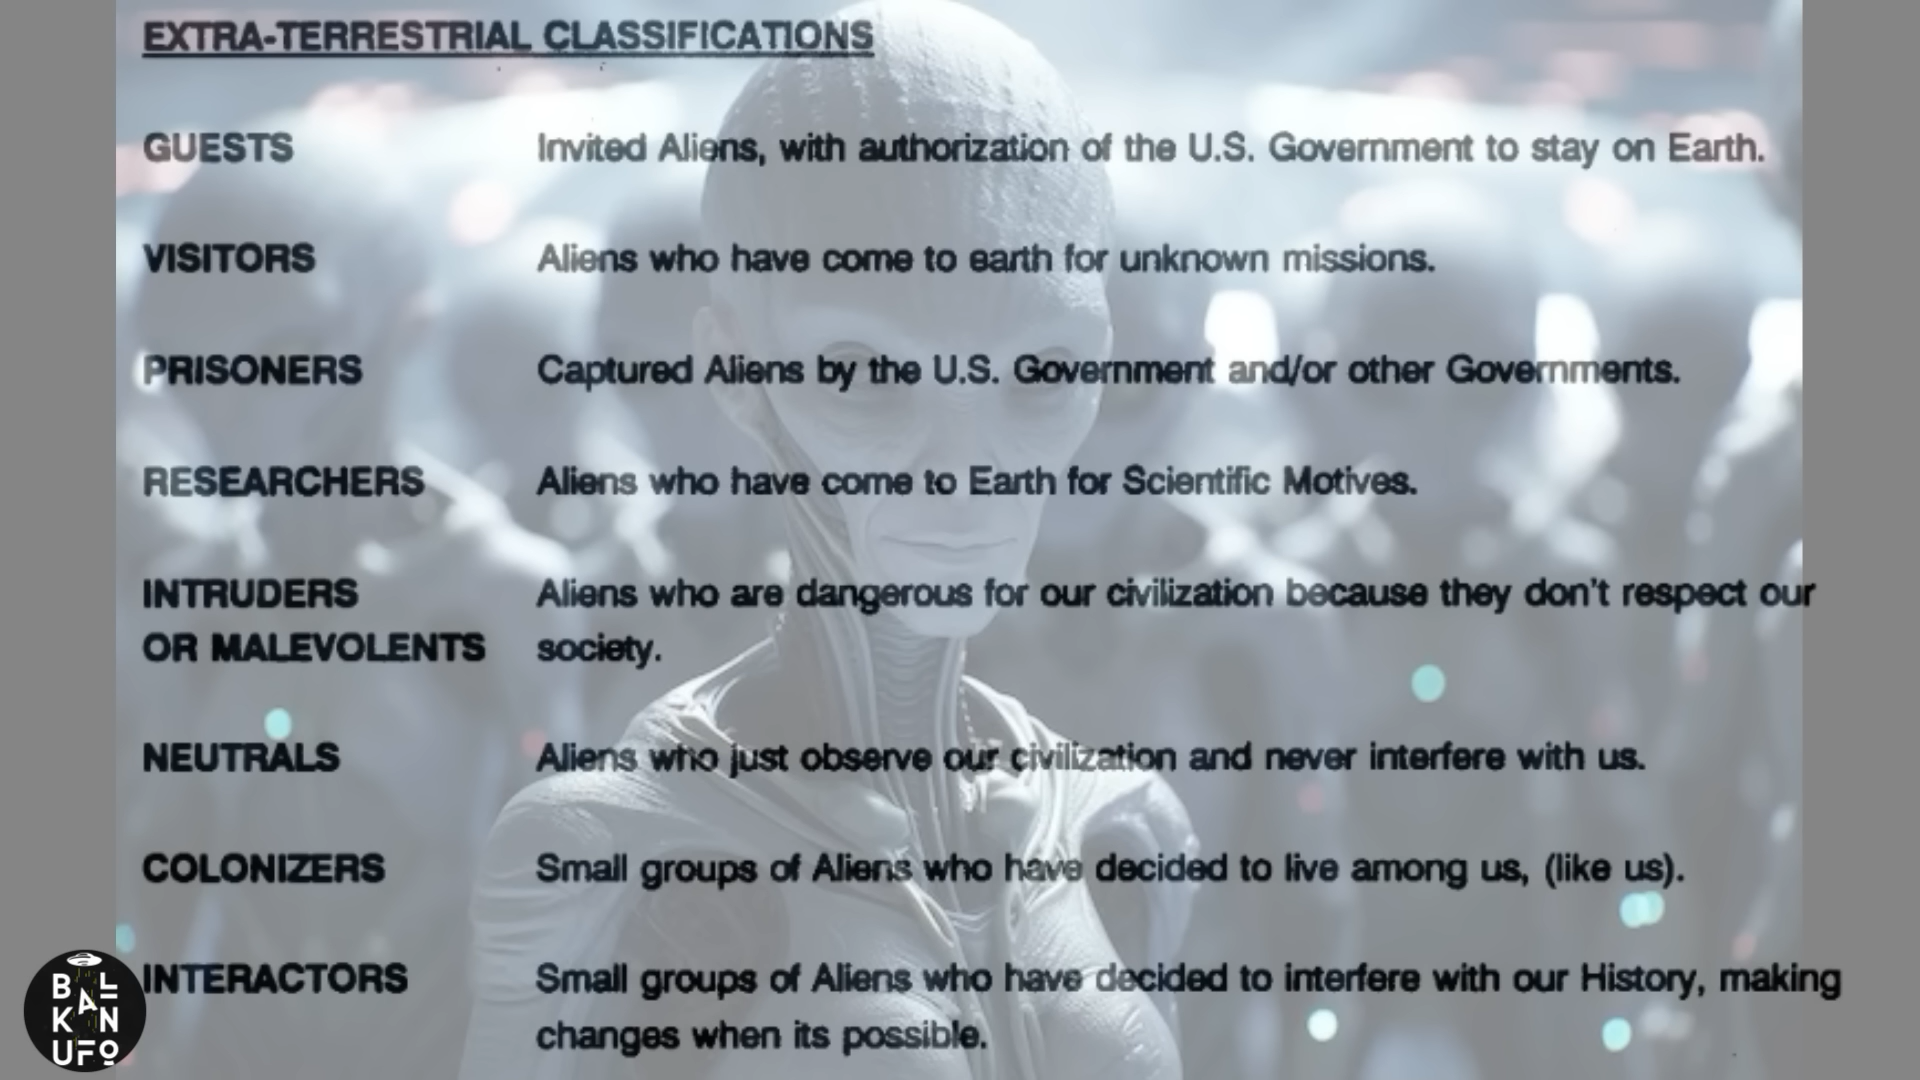 EXTRA-TERRESTRIAL CLASSIFICATIONS
GUESTS Invited Aliens, with authorization of the U.S. Government to stay on Earth.
VISITORS Aliens who have come to earth for unknown missions.
PRISONERS Captured Aliens by the U.S. Government and/or other Governments.
RESEARCHERS Aliens who have come to Earth for Scientific Motives.
INTRUDERS Aliens who are dangerous for our civilization because they don't respect our
OR MALEVOLENTS society.
NEUTRALS Aliens who just observe our civilization and never interfere with us.
COLONIZERS Small groups of Aliens who have decided to live among us, (like us).
INTERACTORS Small groups of Aliens who have decided to interfere with our History, making
changes when its possible.
BALKAN UFO